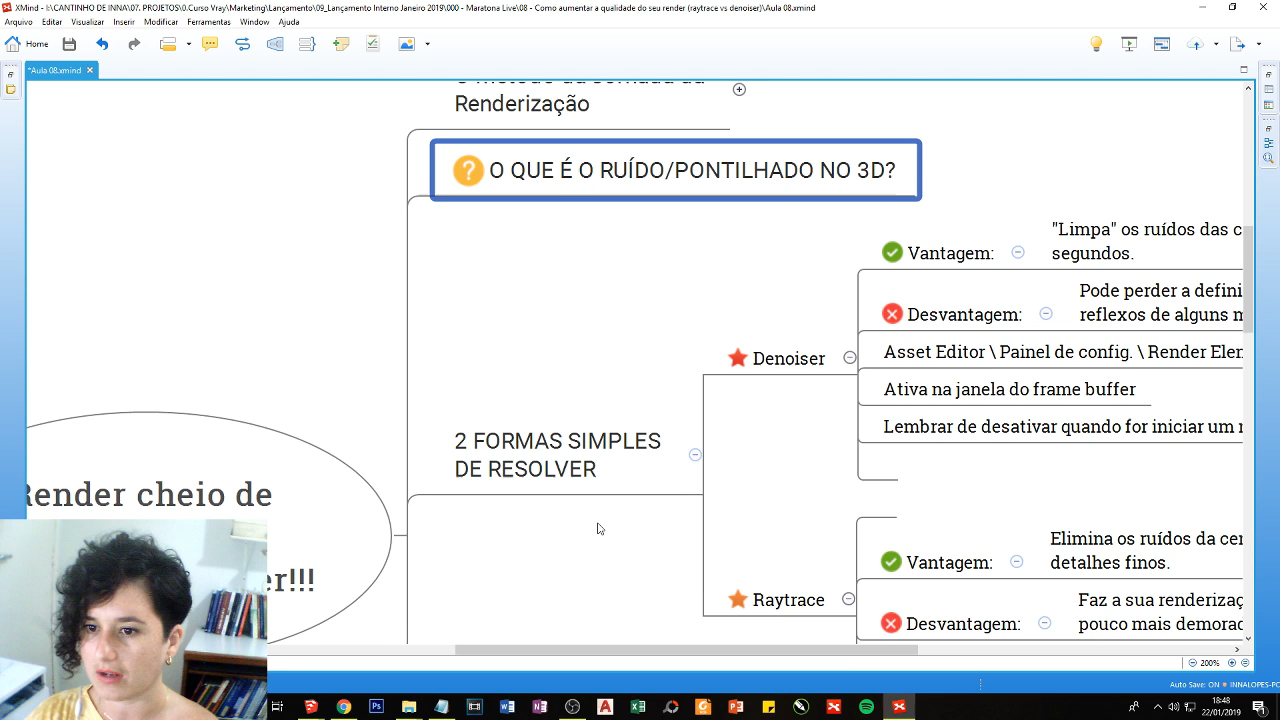 XMind - I:\CANTINHO DE INNA\07. PROJETOS\0.Curso Vray\Marketing\Lançamento\09_Lançamento Interno Janeiro 2019\000 - Maratona Live\08 - Como aumentar a qualidade do seu render (raytrace vs denoiser)\Aula 08.xmind
Arquivo Editar Visualizar Inserir Modificar Ferramentas Window Ajuda
Home
*Aula 08.xmind
Renderização
O QUE É O RUÍDO/PONTILHADO NO 3D?
"Limpa" os ruídos das c
Vantagem:
segundos.
Pode perder a defini
Desvantagem:
reflexos de alguns m
Asset Editor \ Painel de config. \ Render Elen
Denoiser
Ativa na janela do frame buffer
Lembrar de desativar quando for iniciar um r
2 FORMAS SIMPLES
DE RESOLVER
Render cheio de
er!!!
Elimina os ruídos da cer
Vantagem:
detalhes finos.
Raytrace
Faz a sua renderizaç
Desvantagem:
pouco mais demorad
200%
Auto Save: ON
INNALOPES-PC
18:48
22/01/2019